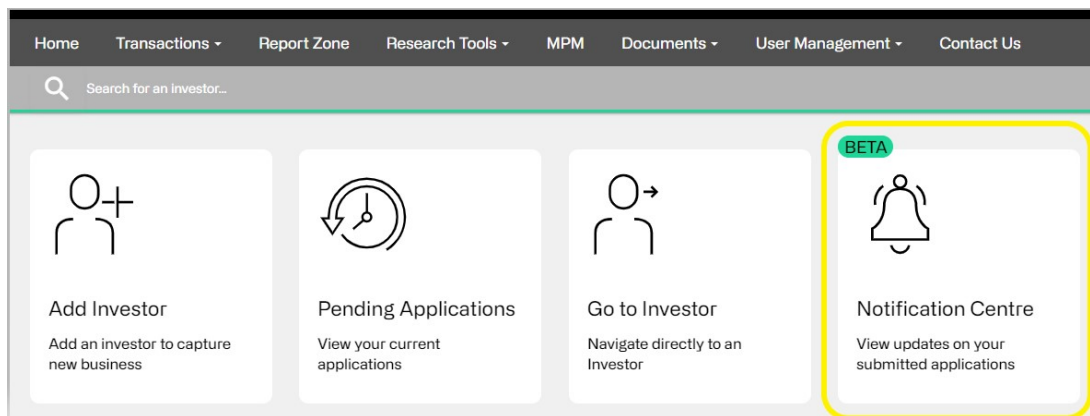 Home Transactions Report Zone Research Tools MPM Documents User Management Contact Us
Search for an investor...
BETA
Add Investor
Add an investor to capture
new business
Pending Applications
View your current
applications
Go to Investor
Navigate directly to an
Investor
Notification Centre
View updates on your
submitted applications